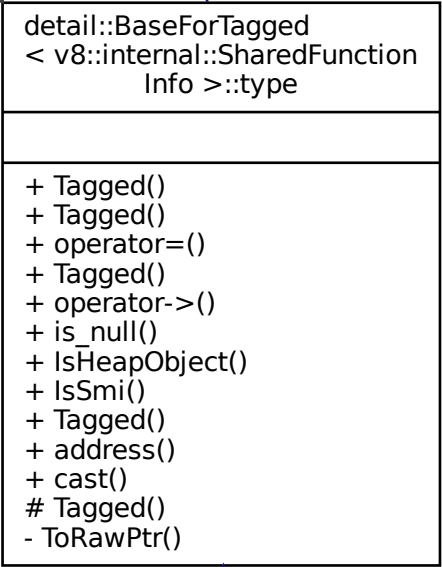 detail::BaseForTagged
< v8::internal::SharedFunction
Info >::type
+ Tagged()
+ Tagged()
+ operator=()
+ Tagged()
+ operator->()
+ is_null()
+ IsHeapObject()
+ IsSmi()
+ Tagged()
+ address()
+ cast()
# Tagged()
- ToRawPtr()